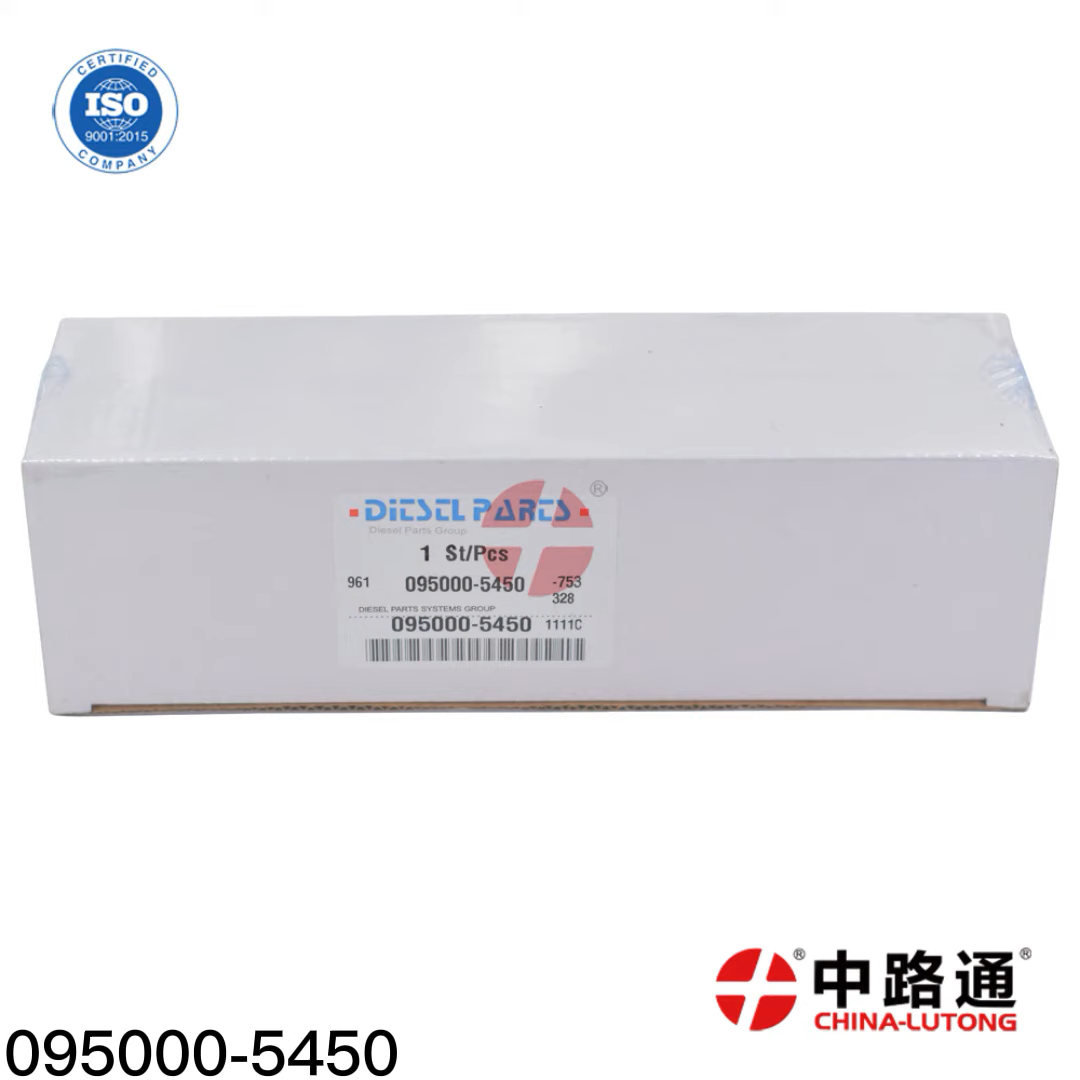 CERTIFIED
ISO
9001:2015
COMPANY
DIESEL PARTS ®
Diesel Parts Group
1 St/Pcs
961 095000-5450 -753
328
DIESEL PARTS SYSTEMS GROUP
095000-5450 1111C
® 中路通 ®
CHINA-LUTONG
095000-5450